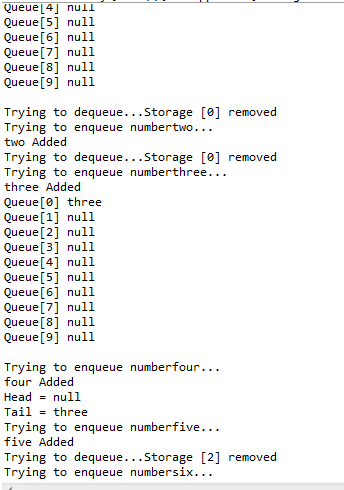 Queue[4] null
Queue[5] null
Queue[6] null
Queue[7] null
Queue[8] null
Queue[9] null
Trying to dequeue...Storage [0] removed
Trying to enqueue numbertwo...
two Added
Trying to dequeue...Storage [0] removed
Trying to enqueue numberthree...
three Added
Queue[0] three
Queue[1] null
Queue[2] null
Queue[3] null
Queue[4] null
Queue[5] null
Queue[6] null
Queue[7] null
Queue[8] null
Queue[9] null
Trying to enqueue numberfour...
four Added
Head = null
Tail = three
Trying to enqueue numberfive...
five Added
Trying to dequeue...Storage [2] removed
Trying to enqueue numbersix...